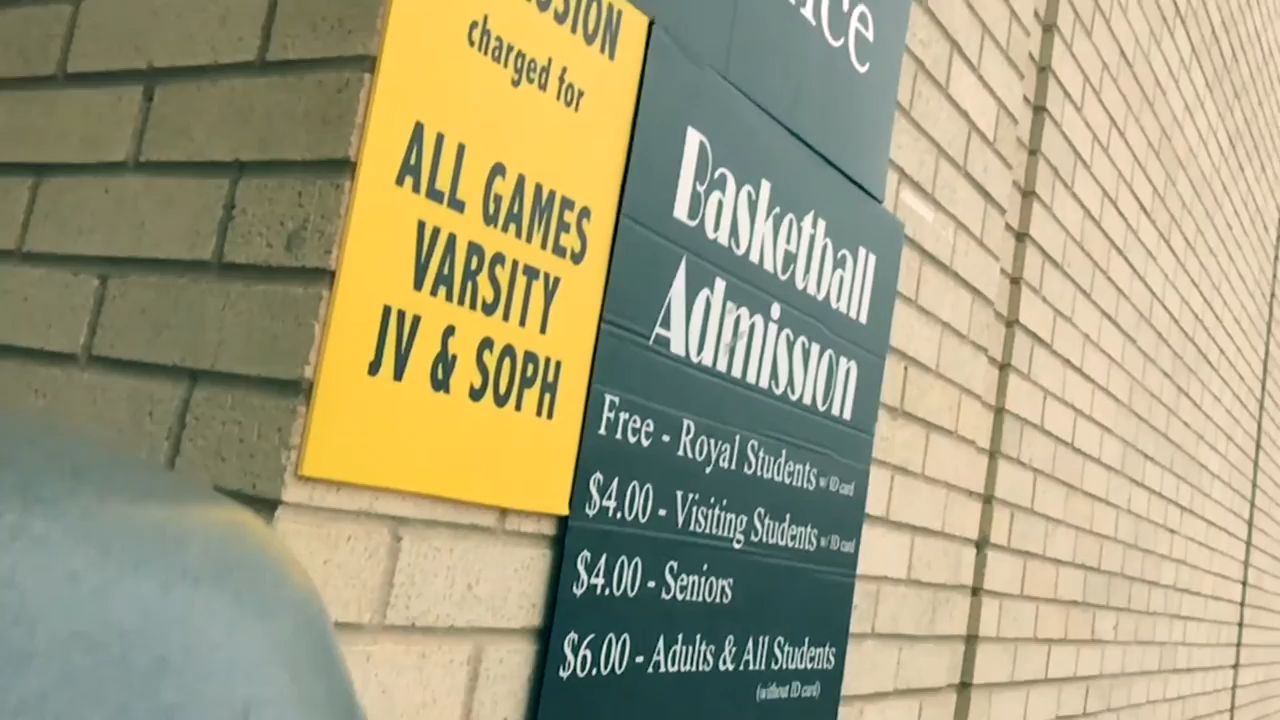 charged for
ALL GAMES
VARSITY
JV & SOPH
Basketball
Admission
Free - Royal Students w/ ID card
$4.00 - Visiting Students w/ ID card
$4.00 - Seniors
$6.00 - Adults & All Students
(without ID card)